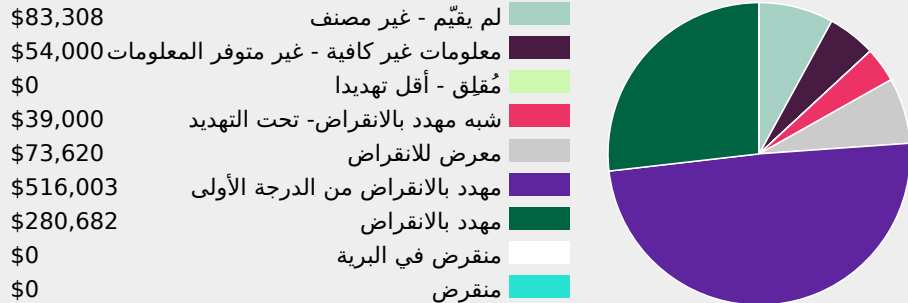 لم يقيّم - غير مصنف $83,308
معلومات غير كافية - غير متوفر المعلومات $54,000
مُقلِق - أقل تهديدا $0
شبه مهدد بالانقراض- تحت التهديد $39,000
معرض للانقراض $73,620
مهدد بالانقراض من الدرجة الأولى $516,003
مهدد بالانقراض $280,682
منقرض في البرية $0
منقرض $0